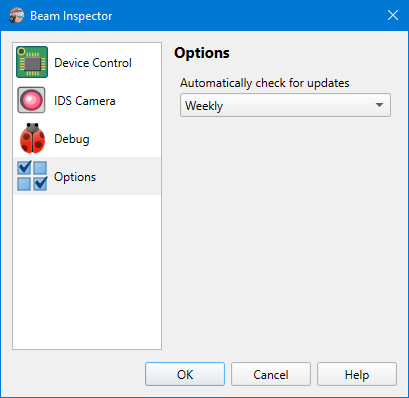 Beam Inspector
Device Control
IDS Camera
Debug
Options
Options
Automatically check for updates
Weekly
OK
Cancel
Help